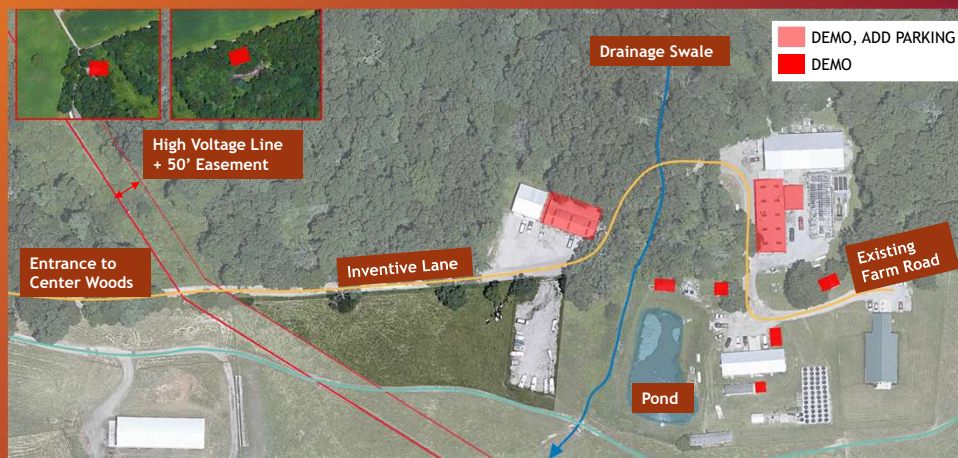 DEMO, ADD PARKING
DEMO
Drainage Swale
High Voltage Line
+ 50’ Easement
Entrance to
Center Woods
Inventive Lane
Existing
Farm Road
Pond